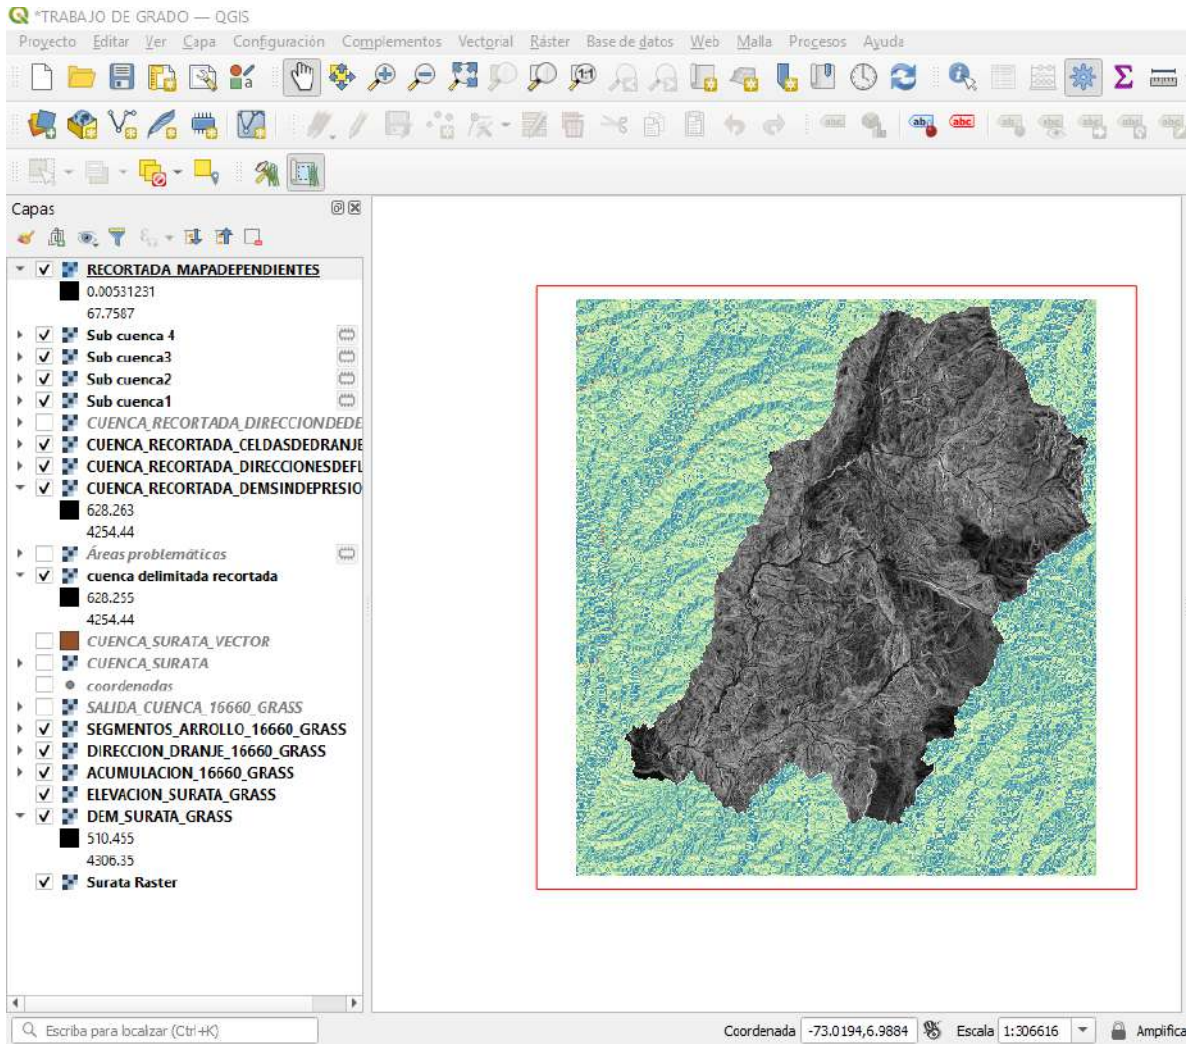 *TRABAJO DE GRADO — QGIS
Proyecto Editar Ver Capa Configuración Complementos Vectorial Ráster Base de datos Web Malla Procesos Ayuda
Capas
RECORTADA MAPADEPENDIENTES
0.00531231
67.7587
Sub cuenca 4
Sub cuenca3
Sub cuenca2
Sub cuenca1
CUENCA_RECORTADA_DIRECCIONDEDE
CUENCA_RECORTADA_CELDASDEDRANJE
CUENCA_RECORTADA_DIRECCIONESDEFL
CUENCA_RECORTADA_DEMSINDEPRESIO
628.263
4254.44
Áreas problemáticas
cuenca delimitada recortada
628.255
4254.44
CUENCA_SURATA_VECTOR
CUENCA_SURATA
coordenadas
SALIDA_CUENCA_16660_GRASS
SEGMENTOS_ARROLLO_16660_GRASS
DIRECCION_DRANJE_16660_GRASS
ACUMULACION_16660_GRASS
ELEVACION_SURATA_GRASS
DEM_SURATA_GRASS
510.455
4306.35
Surata Raster
Escriba para localizar (Ctrl+K) Coordenada -73.0194,6.9884 Escala 1:306616 Amplifica